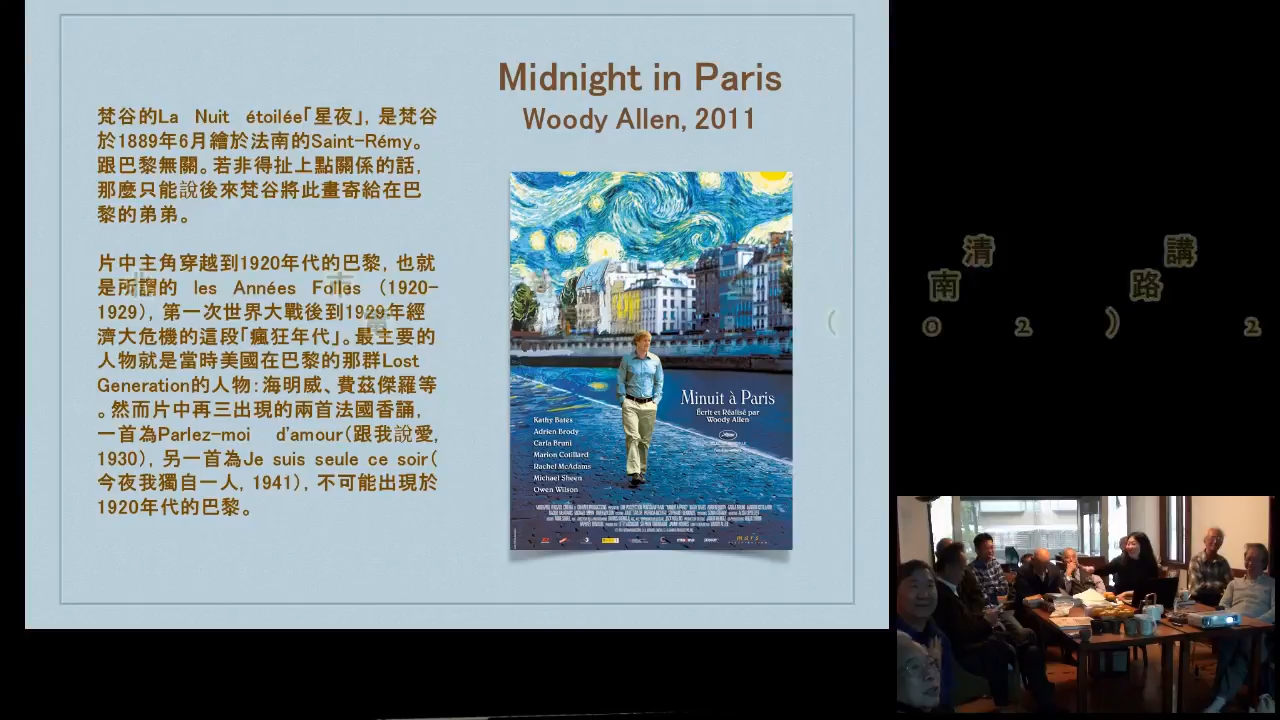 Midnight in Paris
Woody Allen, 2011
梵谷的La Nuit étoilée「星夜」，是梵谷
於1889年6月繪於法南的Saint-Rémy。
跟巴黎無關。若非得扯上點關係的話，
那麼只能說後來梵谷將此畫寄給在巴
黎的弟弟。
片中主角穿越到1920年代的巴黎，也就
是所謂的 les Années Folles (1920-
1929)，第一次世界大戰後到1929年經
濟大危機的這段「瘋狂年代」。最主要的
人物就是當時美國在巴黎的那群Lost
Generation的人物：海明威、費茲傑羅等
。然而片中再三出現的兩首法國香誦，
一首為Parlez-moi d'amour(跟我說愛，
1930)，另一首為Je suis seule ce soir(
今夜我獨自一人，1941)，不可能出現於
1920年代的巴黎。
Minuit à Paris
Écrit et Réalisé par
Woody Allen
Kathy Bates
Adrien Brody
Carla Bruni
Marion Cotillard
Rachel McAdams
Michael Sheen
Owen Wilson
mars
清 講
南 路
0 2 ) 2